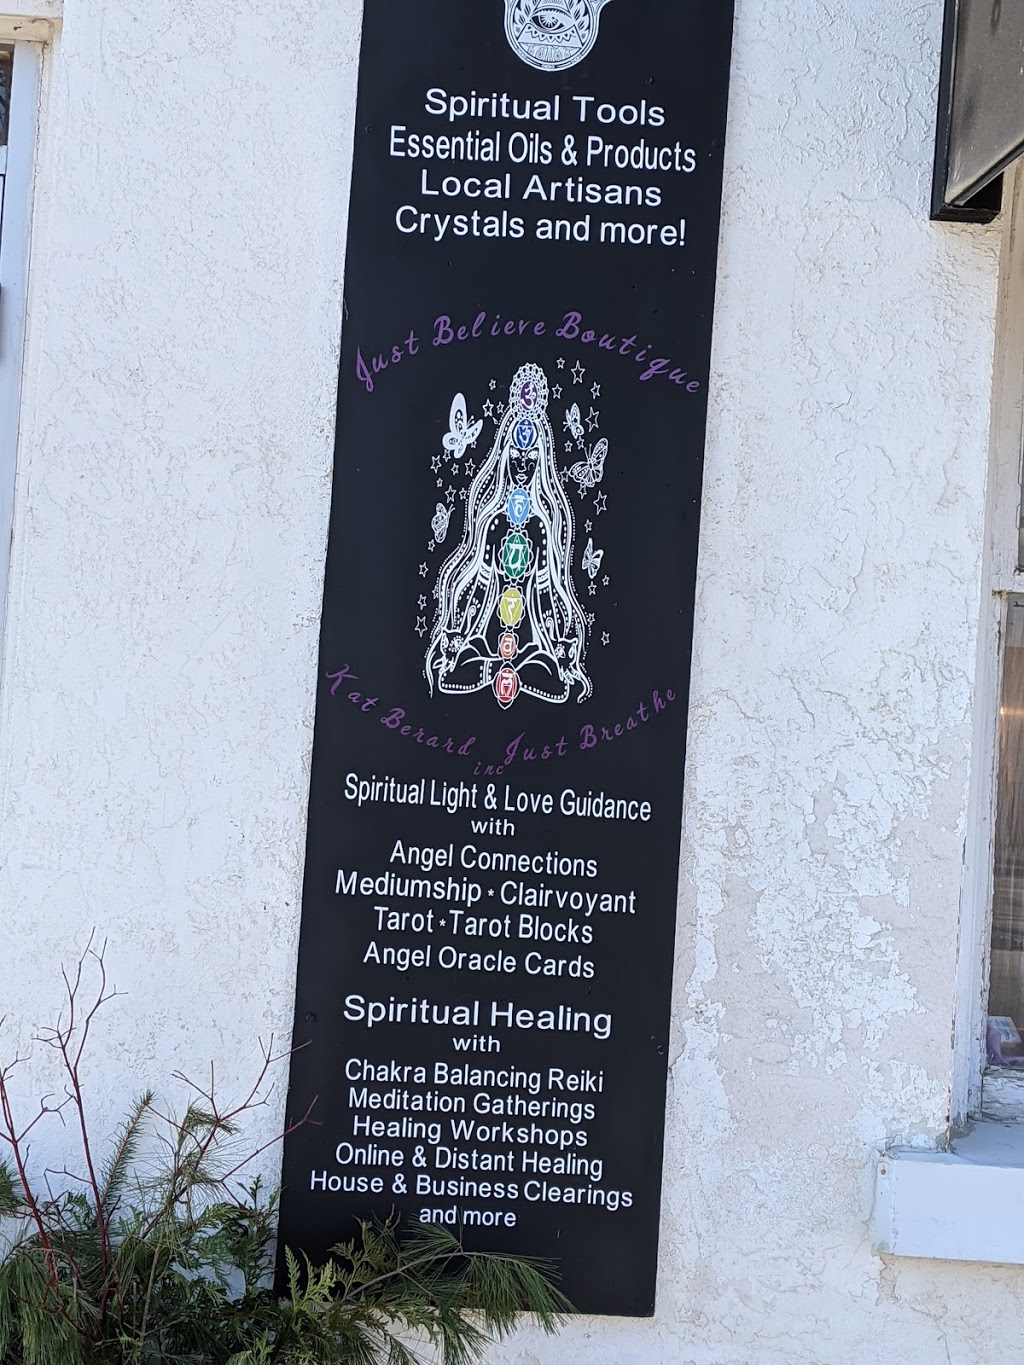 Spiritual Tools
Essential Oils & Products
Local Artisans
Crystals and more!
Just Believe Boutique
Kat Berard inc Just Breathe
Spiritual Light & Love Guidance
with
Angel Connections
Mediumship * Clairvoyant
Tarot * Tarot Blocks
Angel Oracle Cards
Spiritual Healing
with
Chakra Balancing Reiki
Meditation Gatherings
Healing Workshops
Online & Distant Healing
House & Business Clearings
and more